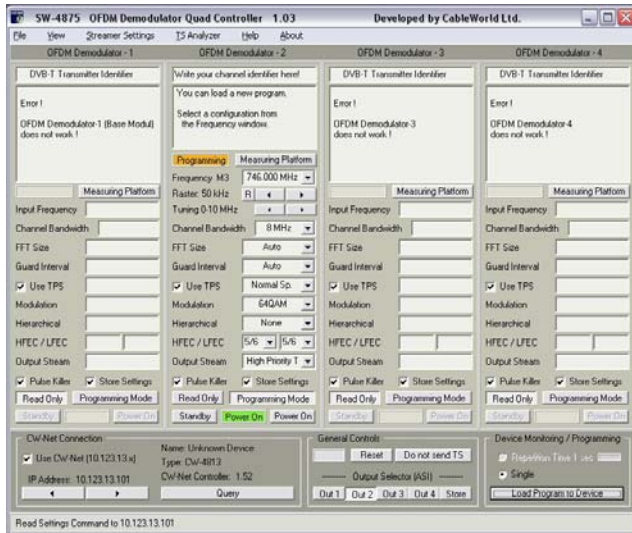 SW-4875 OFDM Demodulator Quad Controller 1.03 Developed by CableWorld Ltd.
File View Streamer Settings TS Analyzer Help About
OFDM Demodulator - 1 OFDM Demodulator - 2 OFDM Demodulator - 3 OFDM Demodulator - 4
DVB-T Transmitter Identifier
Error !
OFDM Demodulator-1 (Base Modul)
does not work !
Measuring Platform
Input Frequency
Channel Bandwidth
FFT Size
Guard Interval
Use TPS
Modulation
Hierarchical
HFEC / LFEC
Output Stream
Pulse Killer Store Settings
Read Only Programming Mode
Standby Power On
Write your channel identifier here!
You can load a new program.
Select a configuration from
the Frequency window.
Programming Measuring Platform
Frequency M3 746.000 MHz
Raster: 50 kHz R
Tuning 0-10 MHz
Channel Bandwidth 8 MHz
FFT Size Auto
Guard Interval Auto
Use TPS Normal Sp.
Modulation 64QAM
Hierarchical None
HFEC / LFEC 5/6 5/6
Output Stream High Priority T
Pulse Killer Store Settings
Read Only Programming Mode
Standby Power On Power On
DVB-T Transmitter Identifier
Error !
OFDM Demodulator-3
does not work !
Measuring Platform
Input Frequency
Channel Bandwidth
FFT Size
Guard Interval
Use TPS
Modulation
Hierarchical
HFEC / LFEC
Output Stream
Pulse Killer Store Settings
Read Only Programming Mode
Standby Power On
DVB-T Transmitter Identifier
Error !
OFDM Demodulator-4
does not work !
Measuring Platform
Input Frequency
Channel Bandwidth
FFT Size
Guard Interval
Use TPS
Modulation
Hierarchical
HFEC / LFEC
Output Stream
Pulse Killer Store Settings
Read Only Programming Mode
Standby Power On
CW-Net Connection
Use CW-Net (10.123.13.x)
IP Address: 10.123.13.101
Name: Unknown Device
Type: CW-4813
CW-Net Controller: 1.52
Query
General Controls
Reset Do not send TS
Output Selector (ASI)
Out 1 Out 2 Out 3 Out 4 Store
Device Monitoring / Programming
Repetition Time 1 sec
Single
Load Program to Device
Read Settings Command to 10.123.13.101